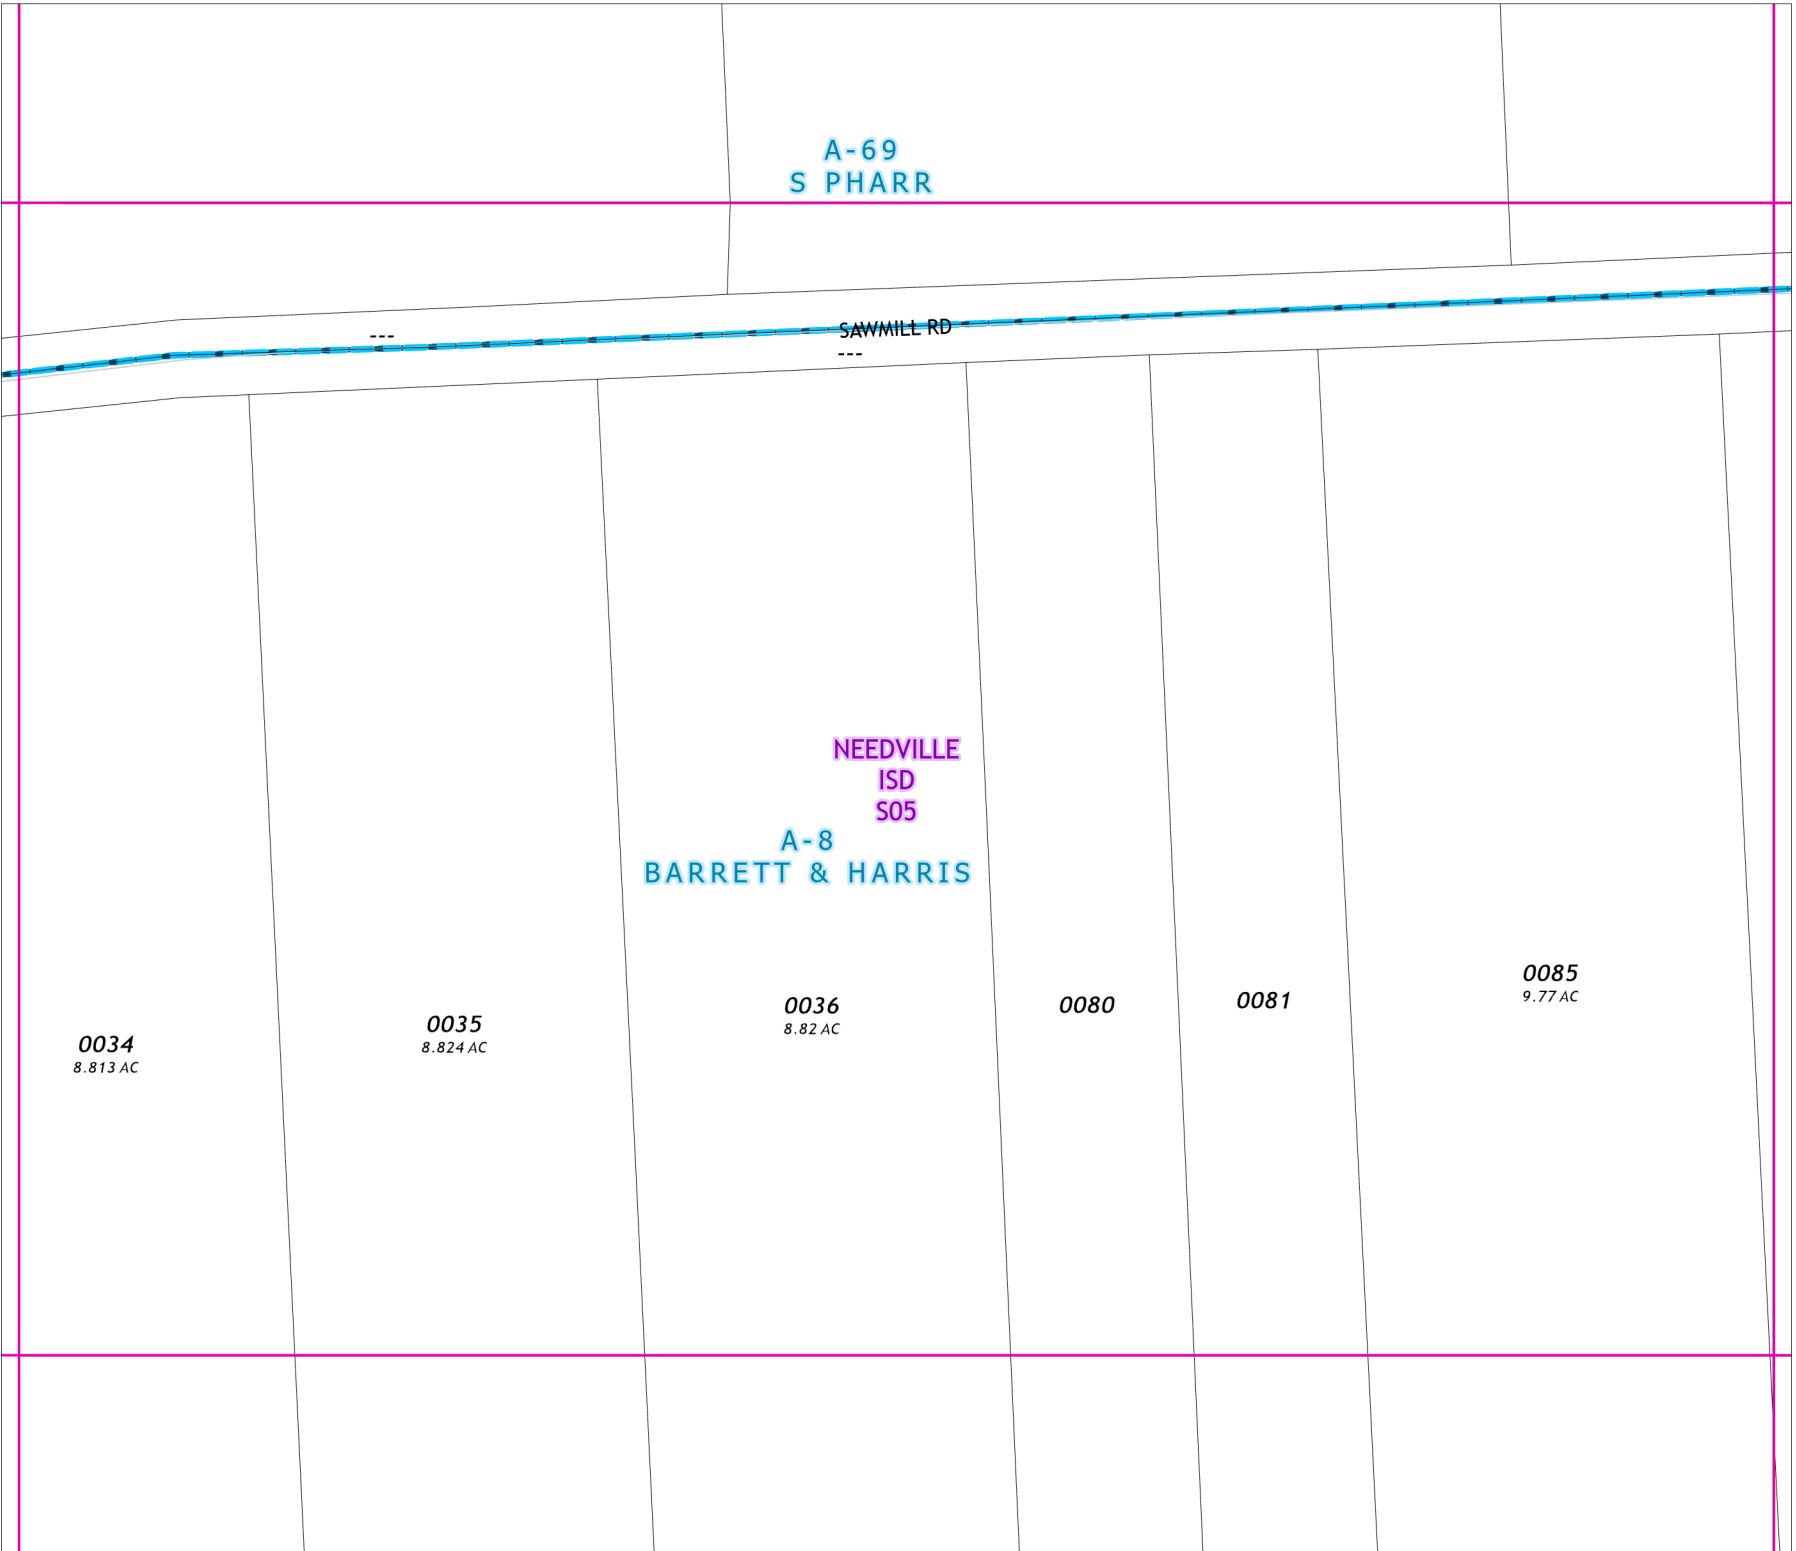 A-69
S PHARR
---
SAWMILL RD
---
NEEDVILLE
ISD
S05
A-8
BARRETT & HARRIS
0085
9.77 AC
0081
0036
8.82 AC
0080
0035
8.824 AC
0034
8.813 AC